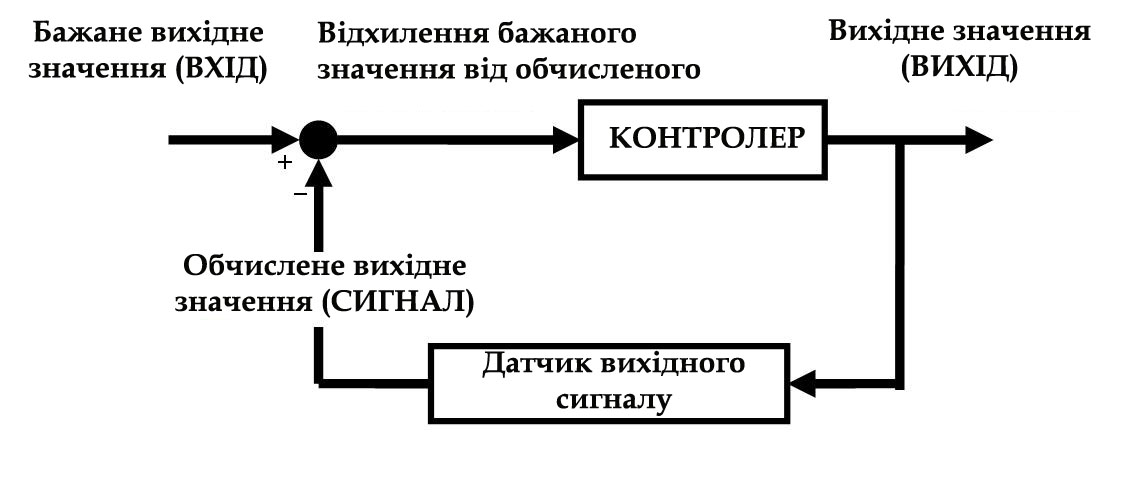 Бажане вихідне
значення (ВХІД)
Відхилення бажаного
значення від обчисленого
Вихідне значення
(ВИХІД)
КОНТРОЛЕР
+
−
Обчислене вихідне
значення (СИГНАЛ)
Датчик вихідного
сигналу